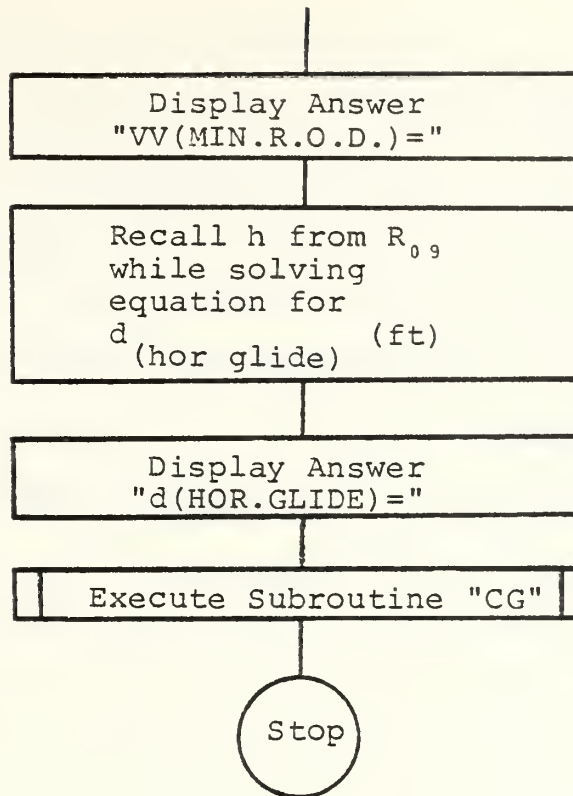 Display Answer
"VV(MIN.R.O.D.)="
Recall h from R₀₉
while solving
equation for
d(hor glide) (ft)
Display Answer
"d(HOR.GLIDE)="
Execute Subroutine "CG"
Stop